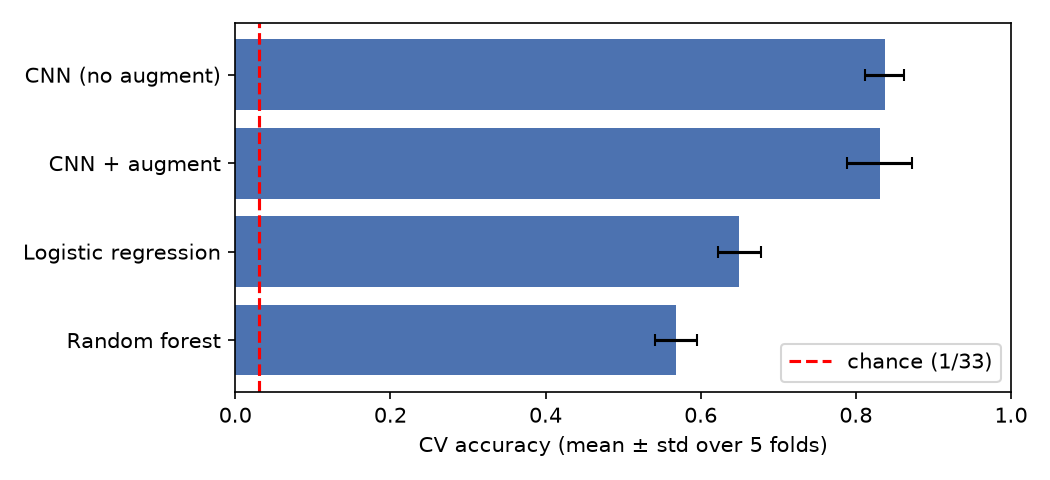 CNN (no augment)
CNN + augment
Logistic regression
Random forest
chance (1/33)
0.0 0.2 0.4 0.6 0.8 1.0
CV accuracy (mean ± std over 5 folds)